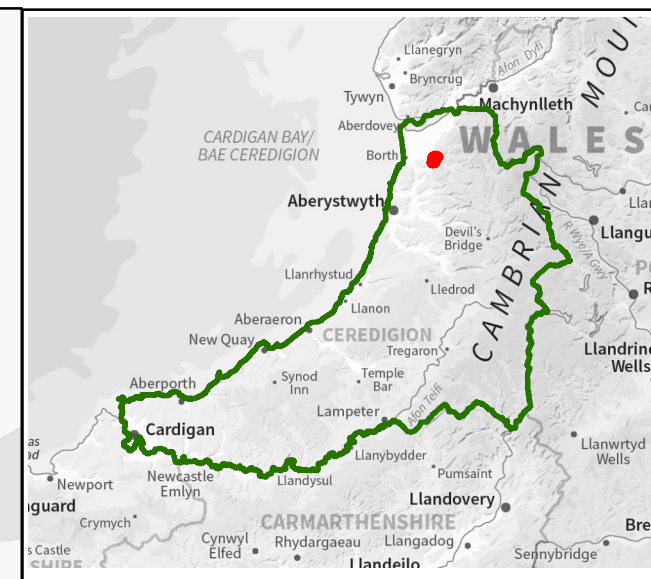 Llanegryn
Bryncrug
Afon Dyfi
Tywyn
Machynlleth
MOU
Aberdovey
CARDIGAN BAY/
BAE CEREDIGION
WALES
Borth
Aberystwyth
Devil's
Bridge
Llangu
R Wye/A Gwy
CAMBRIAN
Llanrhystud
Llanon
Lledrod
Aberaeron
New Quay
CEREDIGION
Tregaron
Llandrin
Wells
Aberporth
Synod
Inn
Temple
Bar
Afon Teifi
Lampeter
Cardigan
Llanybydder
Llanwrtyd
Wells
Newcastle
Emlyn
Llandysul
Pumsaint
Newport
Llandovery
guard
Crymych
CARMARTHENSHIRE
Bre
Cynwyl
Elfed
Rhydargaeau
Llangadog
Sennybridge
s Castle
SHIRE
Llandeilo